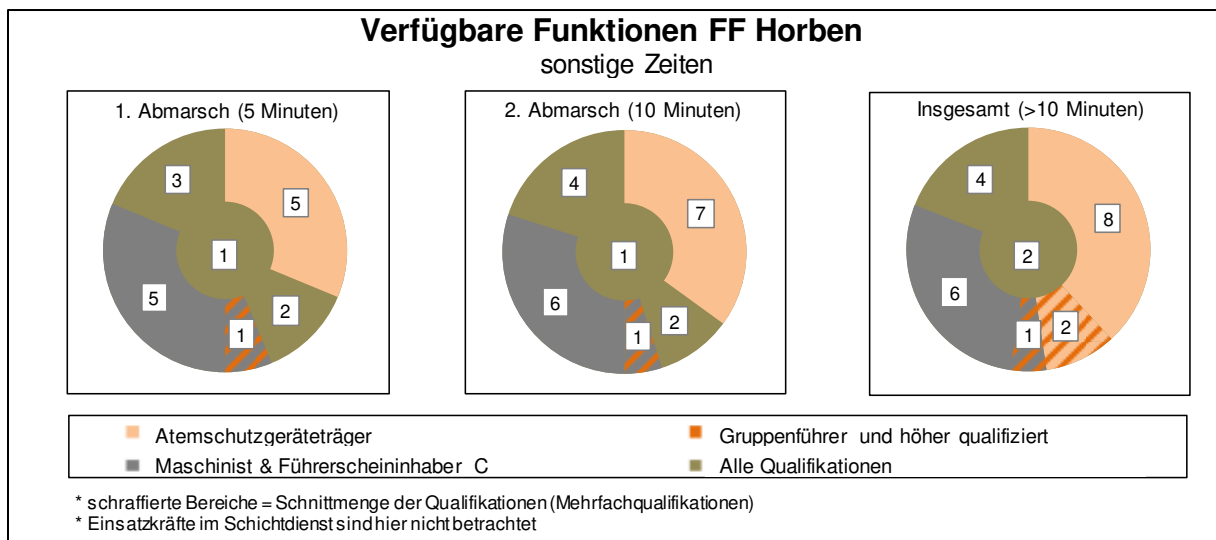 Verfügbare Funktionen FF Horben
sonstige Zeiten
1. Abmarsch (5 Minuten)
3
5
1
5
2
1
2. Abmarsch (10 Minuten)
4
7
1
6
2
1
Insgesamt (>10 Minuten)
4
8
2
6
1
2
Atemschutzgeräteträger
Gruppenführer und höher qualifiziert
Maschinist & Führerscheininhaber C
Alle Qualifikationen
* schraffierte Bereiche = Schnittmenge der Qualifikationen (Mehrfachqualifikationen)
* Einsatzkräfte im Schichtdienst sind hier nicht betrachtet